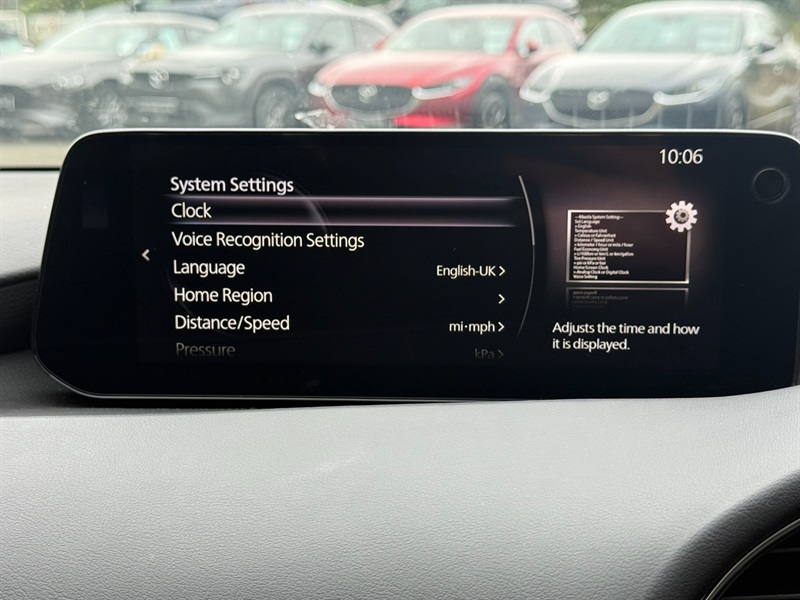 10:06
System Settings
Clock
Voice Recognition Settings
Language English-UK
Home Region
Distance/Speed mi·mph
Pressure kPa
Adjusts the time and how
it is displayed.